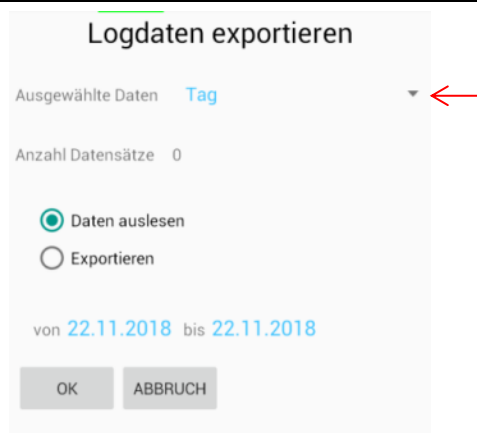 Logdaten exportieren
Ausgewählte Daten Tag
Anzahl Datensätze 0
Daten auslesen
Exportieren
von 22.11.2018 bis 22.11.2018
OK ABBRUCH